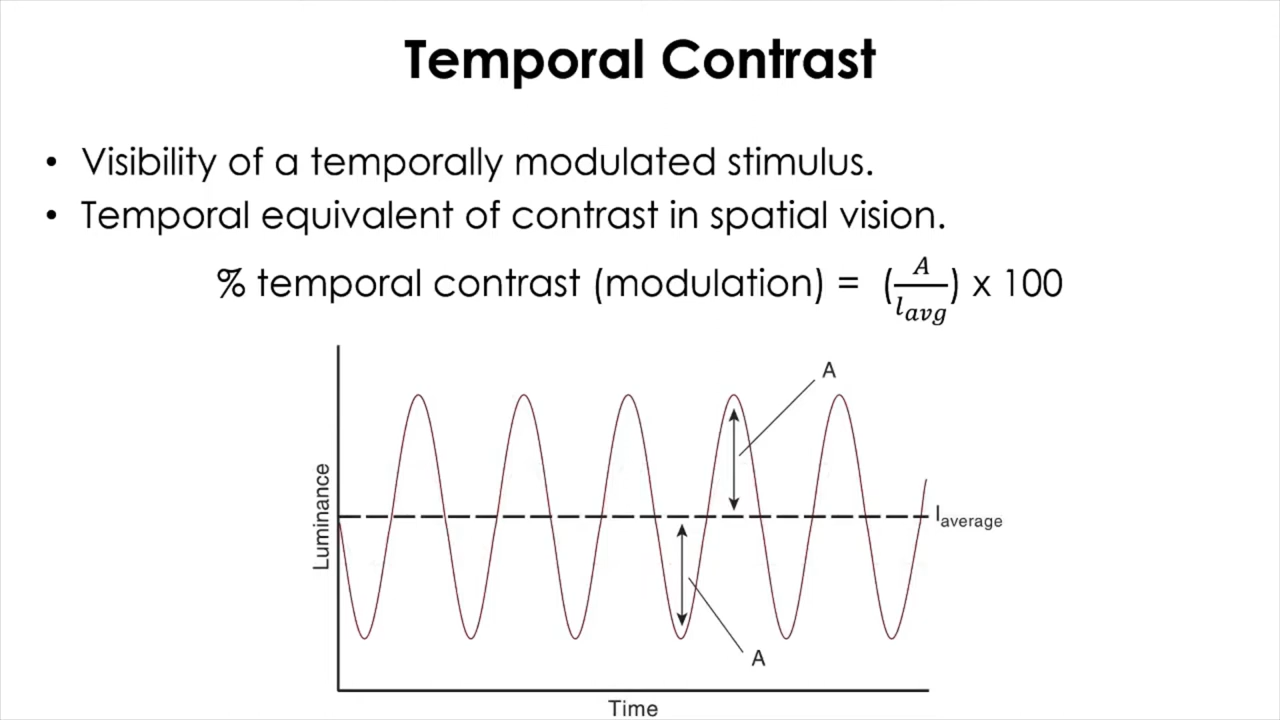 Temporal Contrast
• Visibility of a temporally modulated stimulus.
• Temporal equivalent of contrast in spatial vision.
% temporal contrast (modulation) = (A/l_avg) x 100
A
Luminance
l_average
A
Time